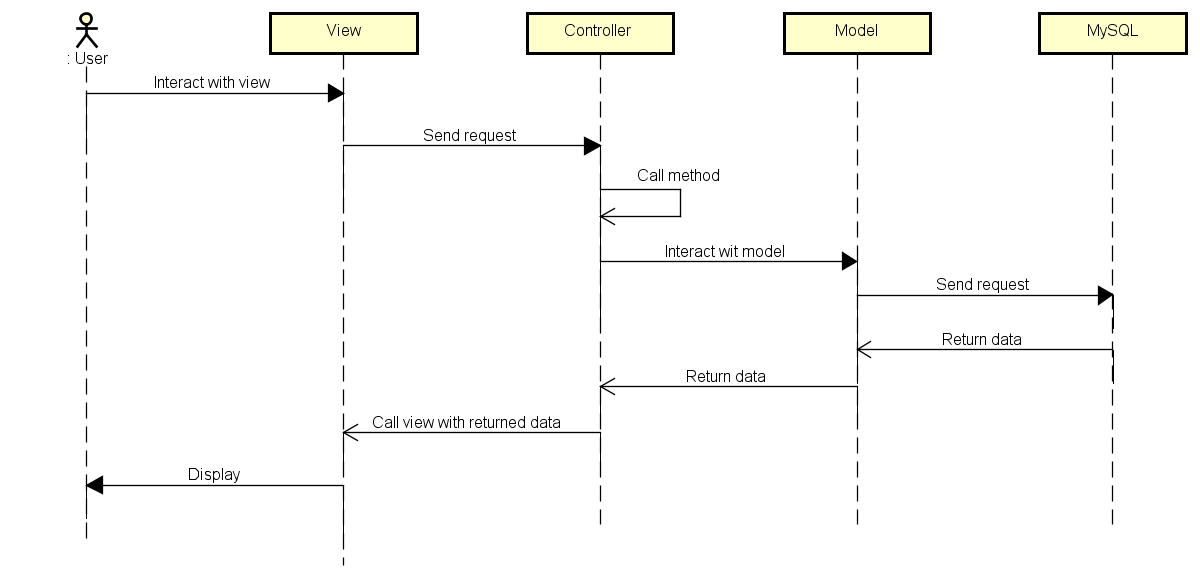 : User
View
Controller
Model
MySQL
Interact with view
Send request
Call method
Interact wit model
Send request
Return data
Return data
Call view with returned data
Display